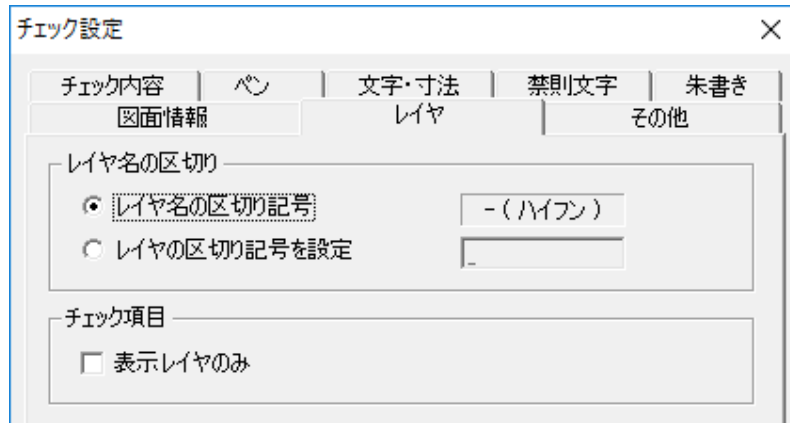 チェック設定
チェック内容 ペン 文字・寸法 禁則文字 朱書き
図面情報 レイヤ その他
レイヤ名の区切り
レイヤ名の区切り記号 -(ハイフン)
レイヤの区切り記号を設定 _
チェック項目
表示レイヤのみ